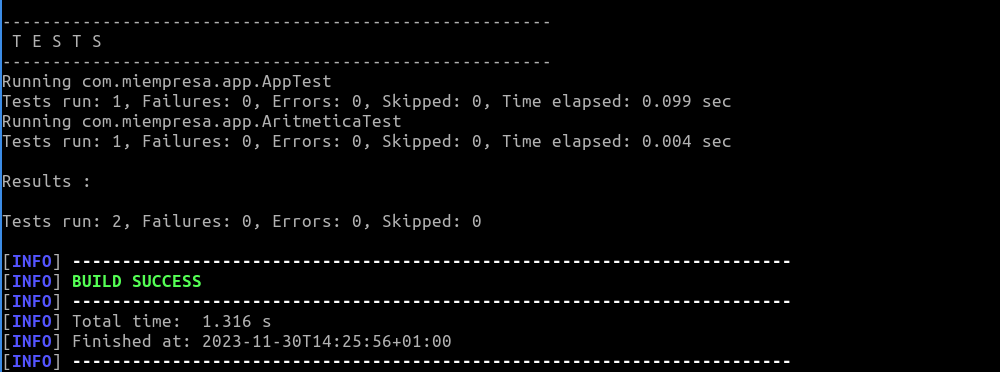 -------------------------------------------------------
 T E S T S
-------------------------------------------------------
Running com.miempresa.app.AppTest
Tests run: 1, Failures: 0, Errors: 0, Skipped: 0, Time elapsed: 0.099 sec
Running com.miempresa.app.AritmeticaTest
Tests run: 1, Failures: 0, Errors: 0, Skipped: 0, Time elapsed: 0.004 sec

Results :

Tests run: 2, Failures: 0, Errors: 0, Skipped: 0

[INFO] ------------------------------------------------------------------------
[INFO] BUILD SUCCESS
[INFO] ------------------------------------------------------------------------
[INFO] Total time:  1.316 s
[INFO] Finished at: 2023-11-30T14:25:56+01:00
[INFO] ------------------------------------------------------------------------